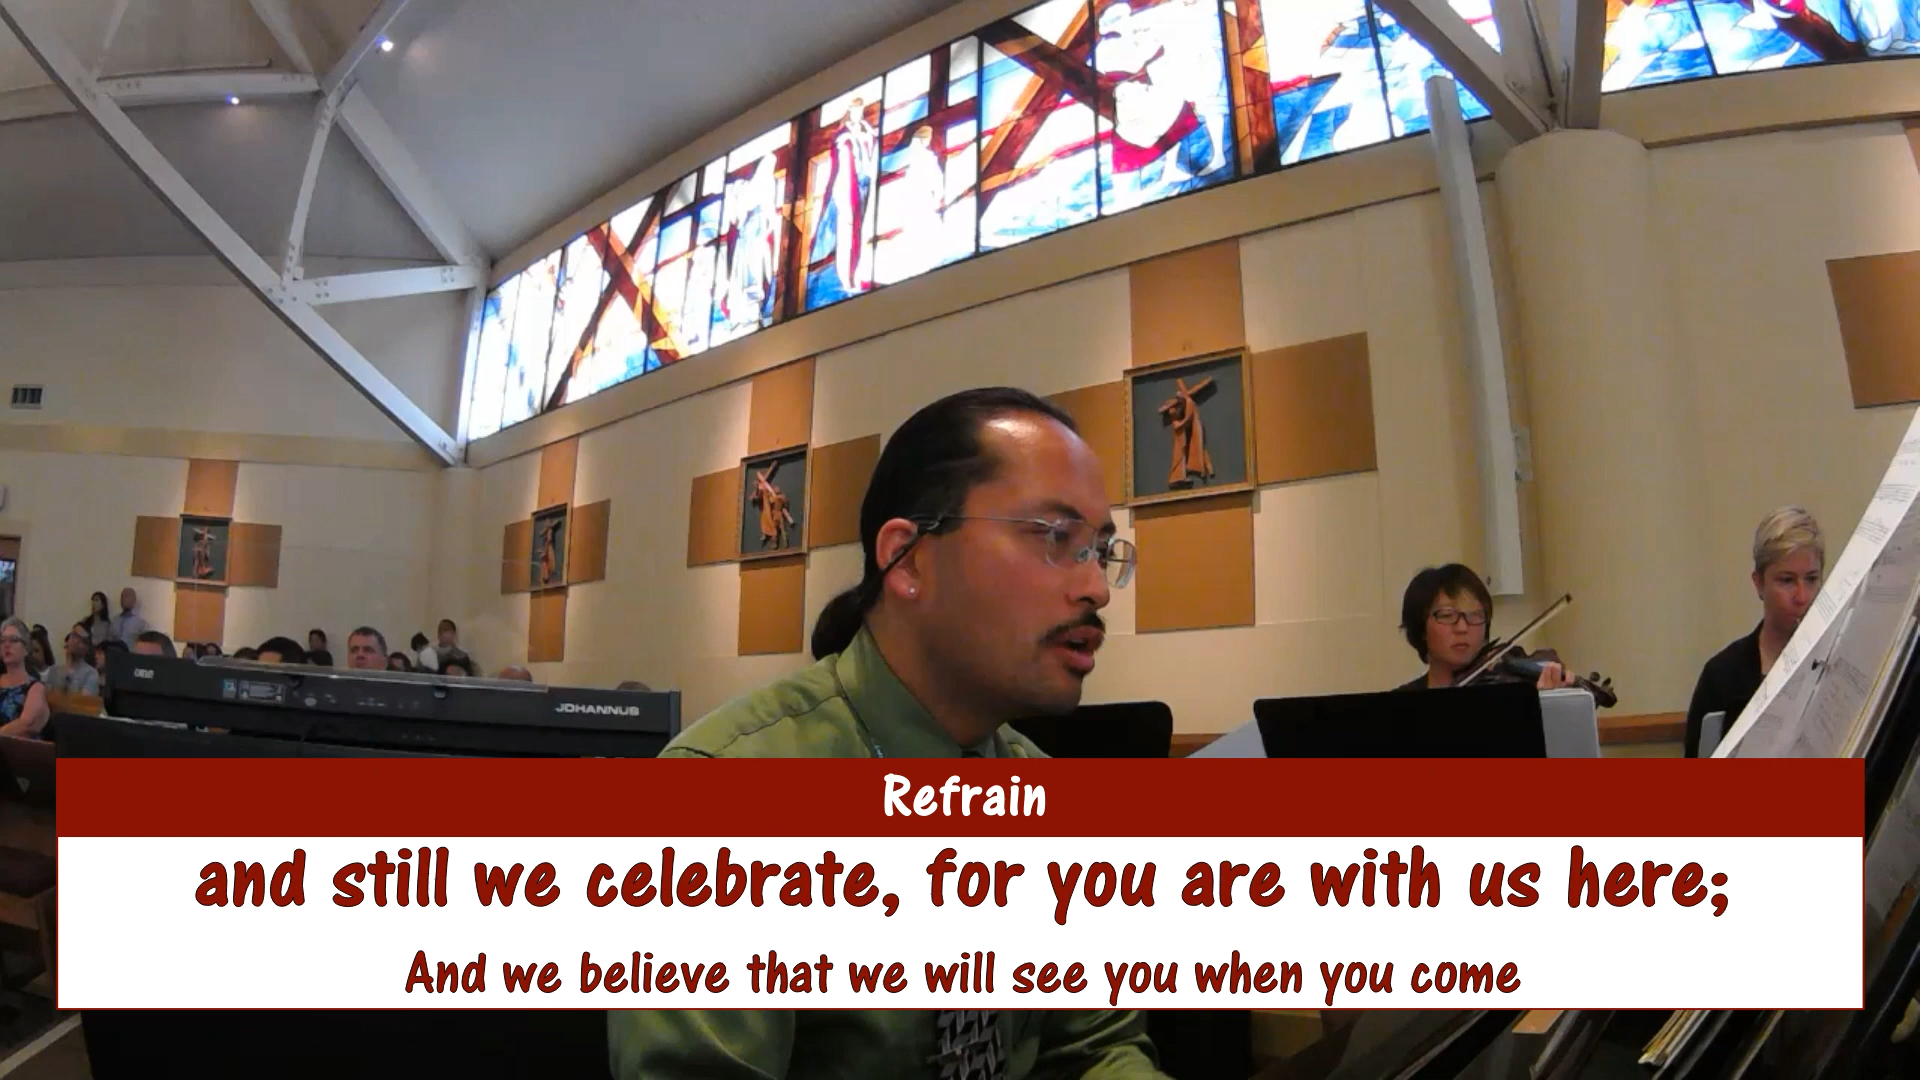 one
JOHANNUS
Refrain
and still we celebrate, for you are with us here;
And we believe that we will see you when you come